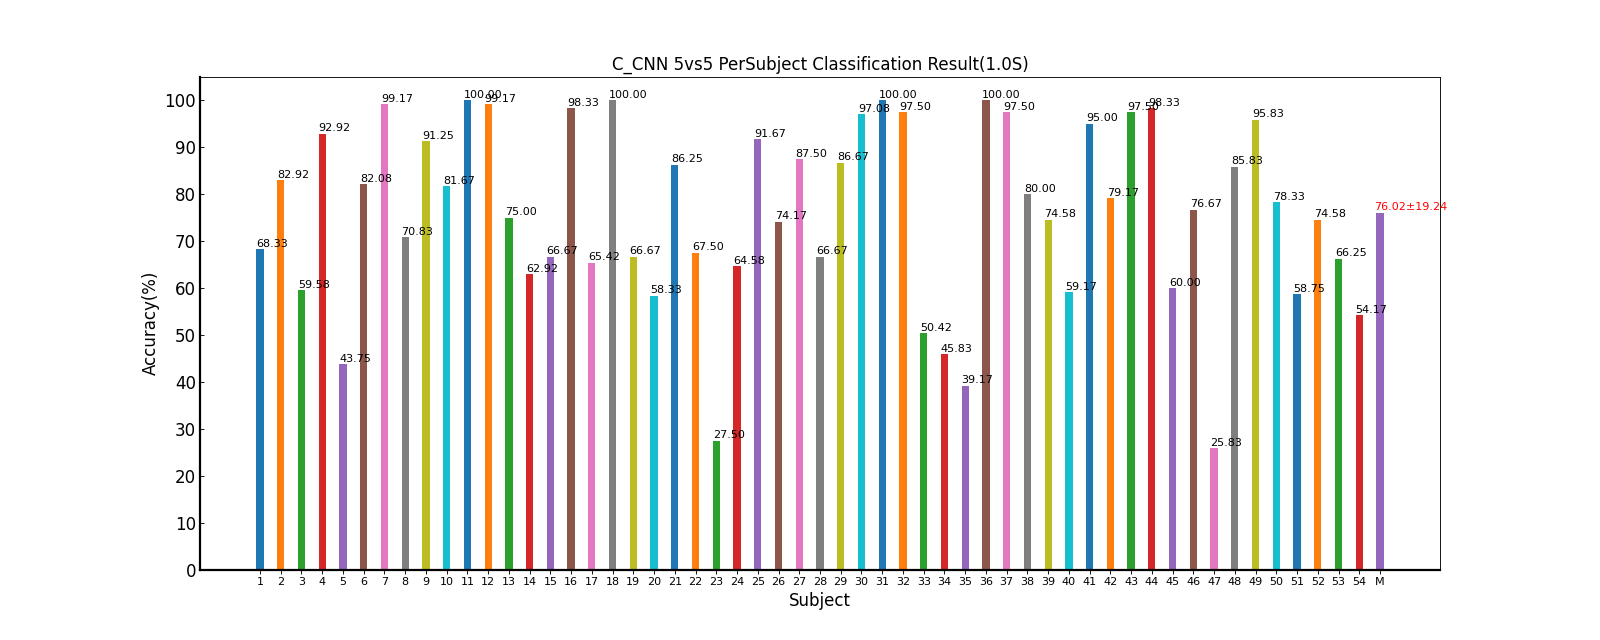 C_CNN 5vs5 PerSubject Classification Result(1.0S)
Accuracy(%)
100
90
80
70
60
50
40
30
20
10
0
68.33 82.92 59.58 92.92 43.75 82.08 99.17 70.83 91.25 81.67 100.00 99.17 75.00 62.92 66.67 98.33 65.42 100.00 66.67 58.33 86.25 67.50 27.50 64.58 91.67 74.17 87.50 66.67 86.67 97.08 100.00 97.50 50.42 45.83 39.17 100.00 97.50 80.00 74.58 59.17 95.00 79.17 97.50 98.33 60.00 76.67 25.83 85.83 95.83 78.33 58.75 74.58 66.25 54.17 76.02±19.24
1 2 3 4 5 6 7 8 9 10 11 12 13 14 15 16 17 18 19 20 21 22 23 24 25 26 27 28 29 30 31 32 33 34 35 36 37 38 39 40 41 42 43 44 45 46 47 48 49 50 51 52 53 54 M
Subject